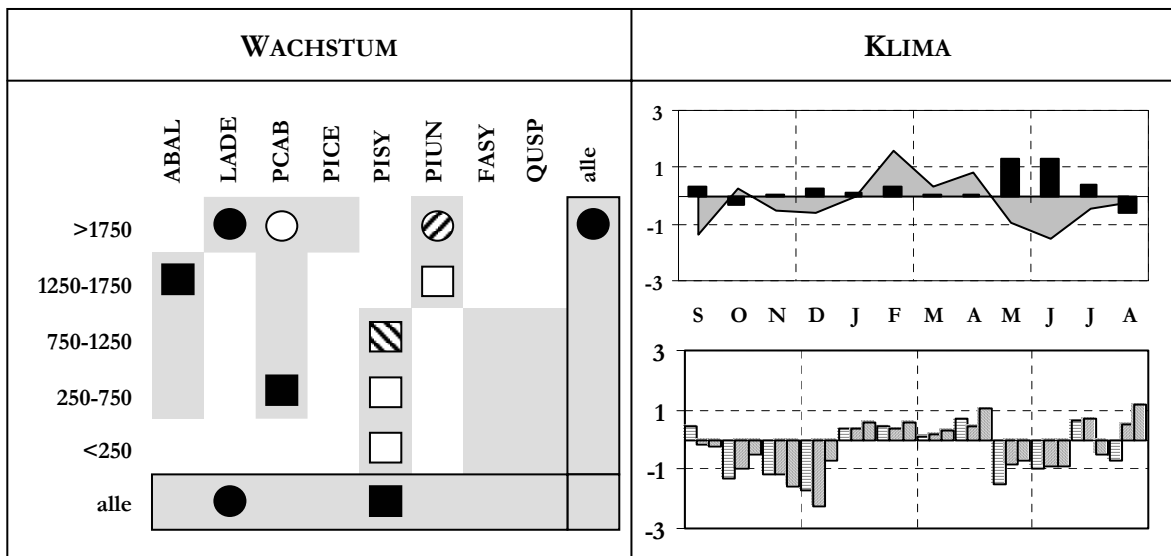 WACHSTUM
KLIMA
ABAL
LADE
PCAB
PICE
PISY
PIUN
FASY
QUSP
alle
>1750
1250-1750
750-1250
250-750
<250
alle
3
1
-1
-3
S O N D J F M A M J J A
3
1
-1
-3